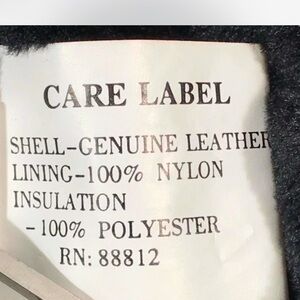 CARE LABEL
SHELL-GENUINE LEATHER
LINING-100% NYLON
INSULATION
-100% POLYESTER
RN: 88812